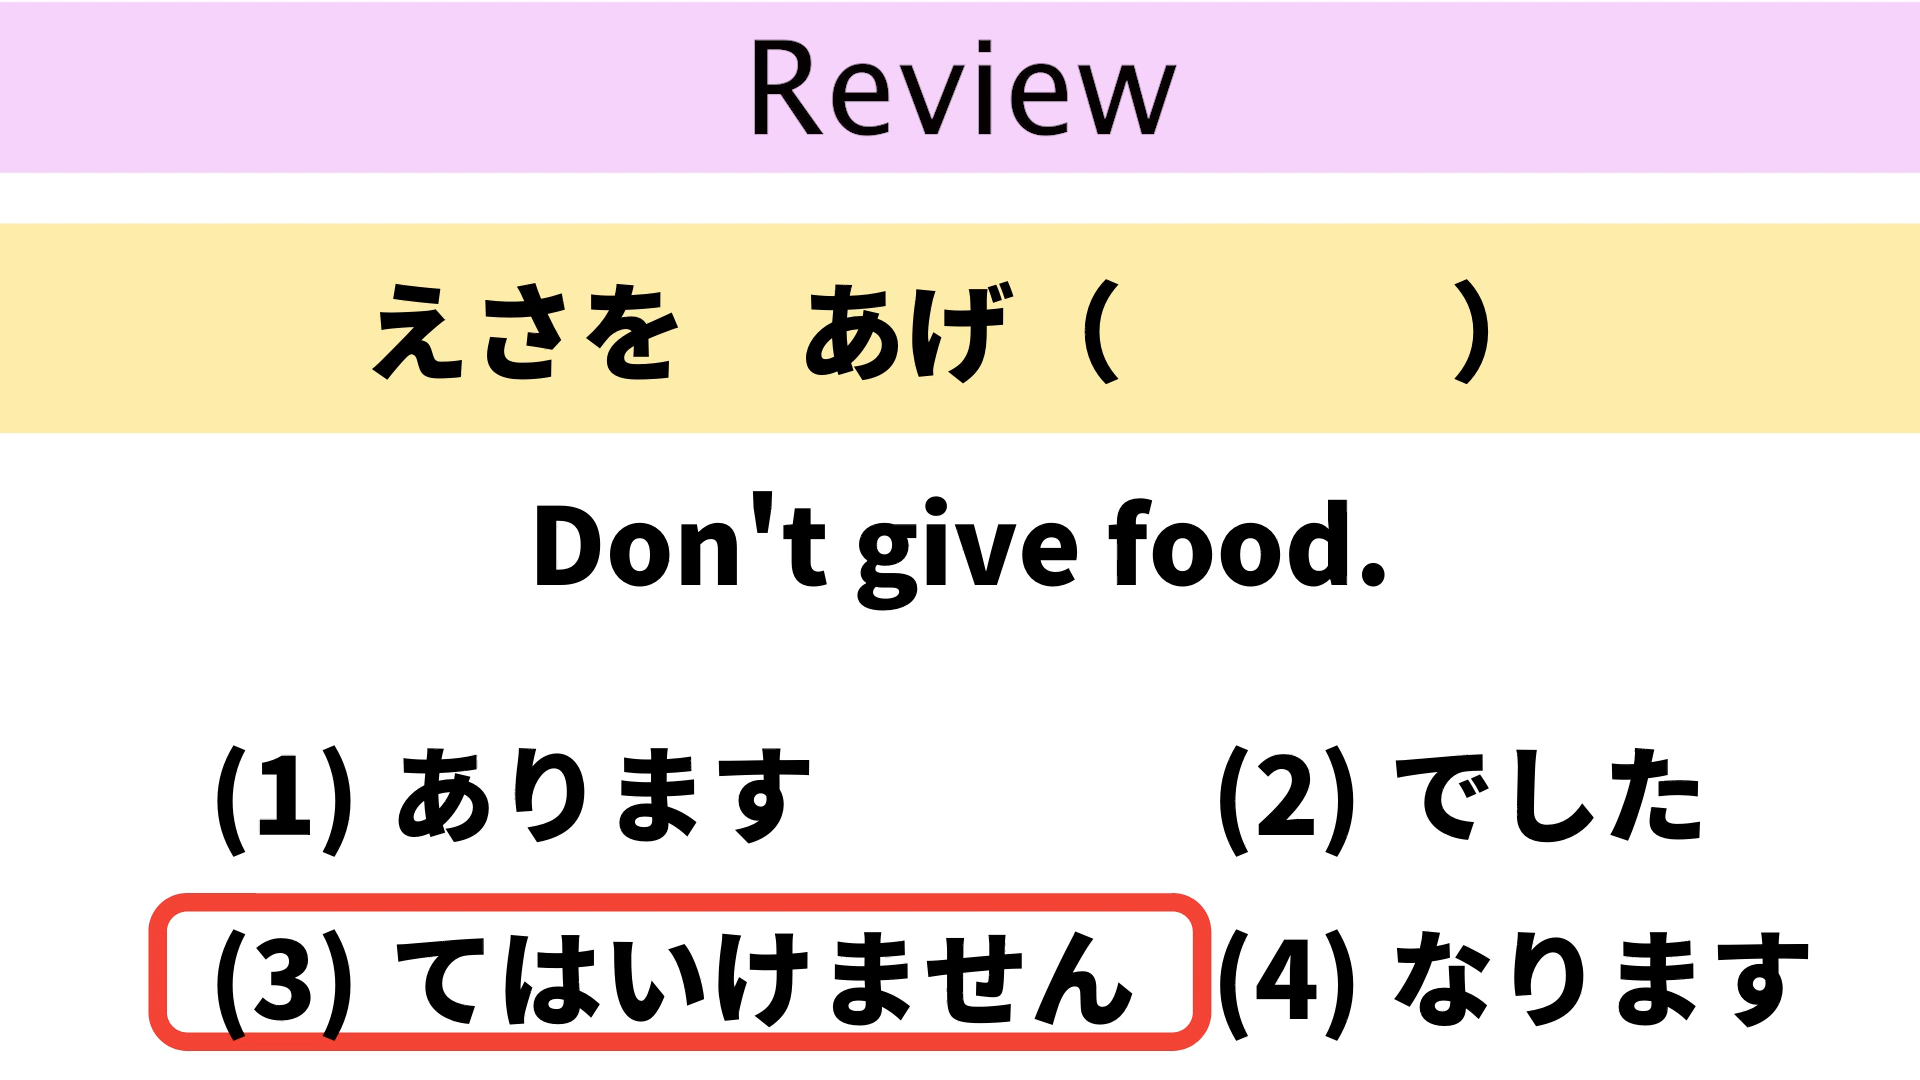 Review
えさを　あげ（　　　）
Don't give food.
(1) あります
(2) でした
(3) てはいけません
(4) なります